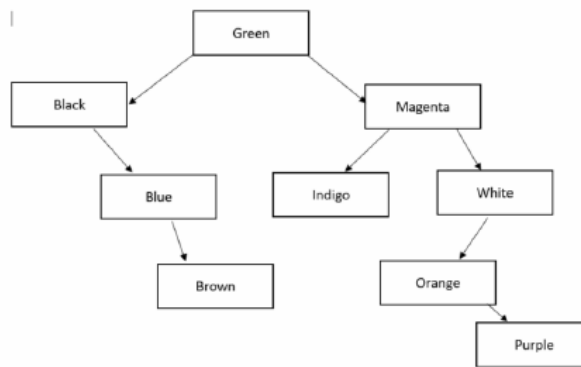 Green
Black
Magenta
Blue
Indigo
White
Brown
Orange
Purple